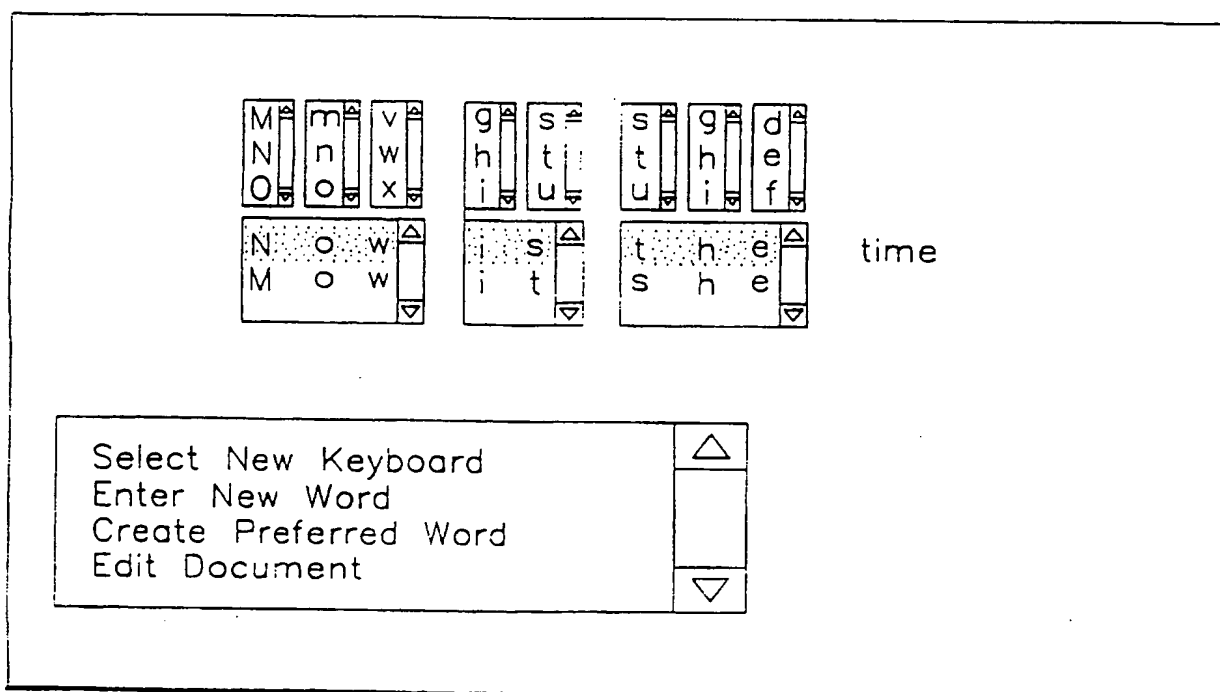 M m v g s s g d
N n w h t t h e
O o x i u u i f
N o w i s t h e time
M o w i t s h e
Select New Keyboard
Enter New Word
Create Preferred Word
Edit Document